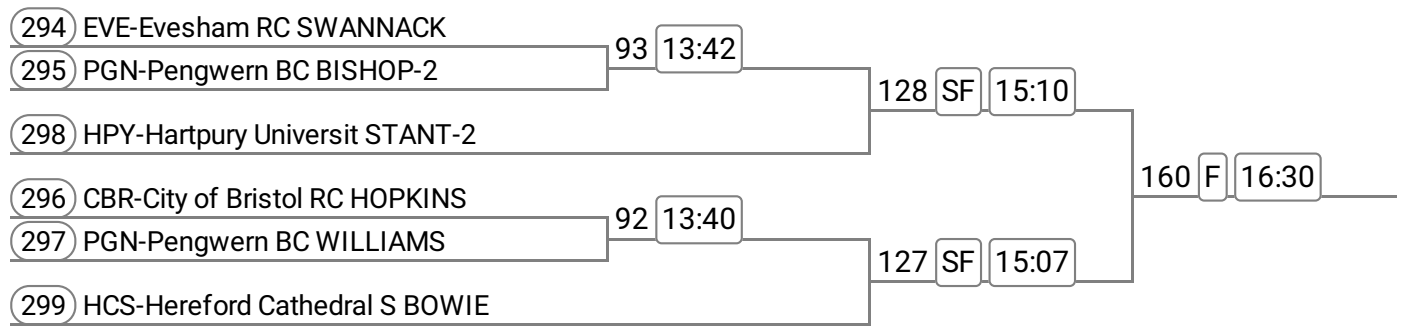 294 EVE-Evesham RC SWANNACK
93 13:42
295 PGN-Pengwern BC BISHOP-2
128 SF 15:10
298 HPY-Hartpury Universit STANT-2
160 F 16:30
296 CBR-City of Bristol RC HOPKINS
92 13:40
297 PGN-Pengwern BC WILLIAMS
127 SF 15:07
299 HCS-Hereford Cathedral S BOWIE